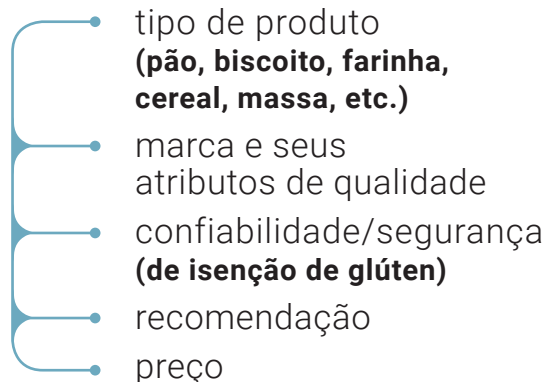 tipo de produto
(pão, biscoito, farinha,
cereal, massa, etc.)
marca e seus
atributos de qualidade
confiabilidade/segurança
(de isenção de glúten)
recomendação
preço